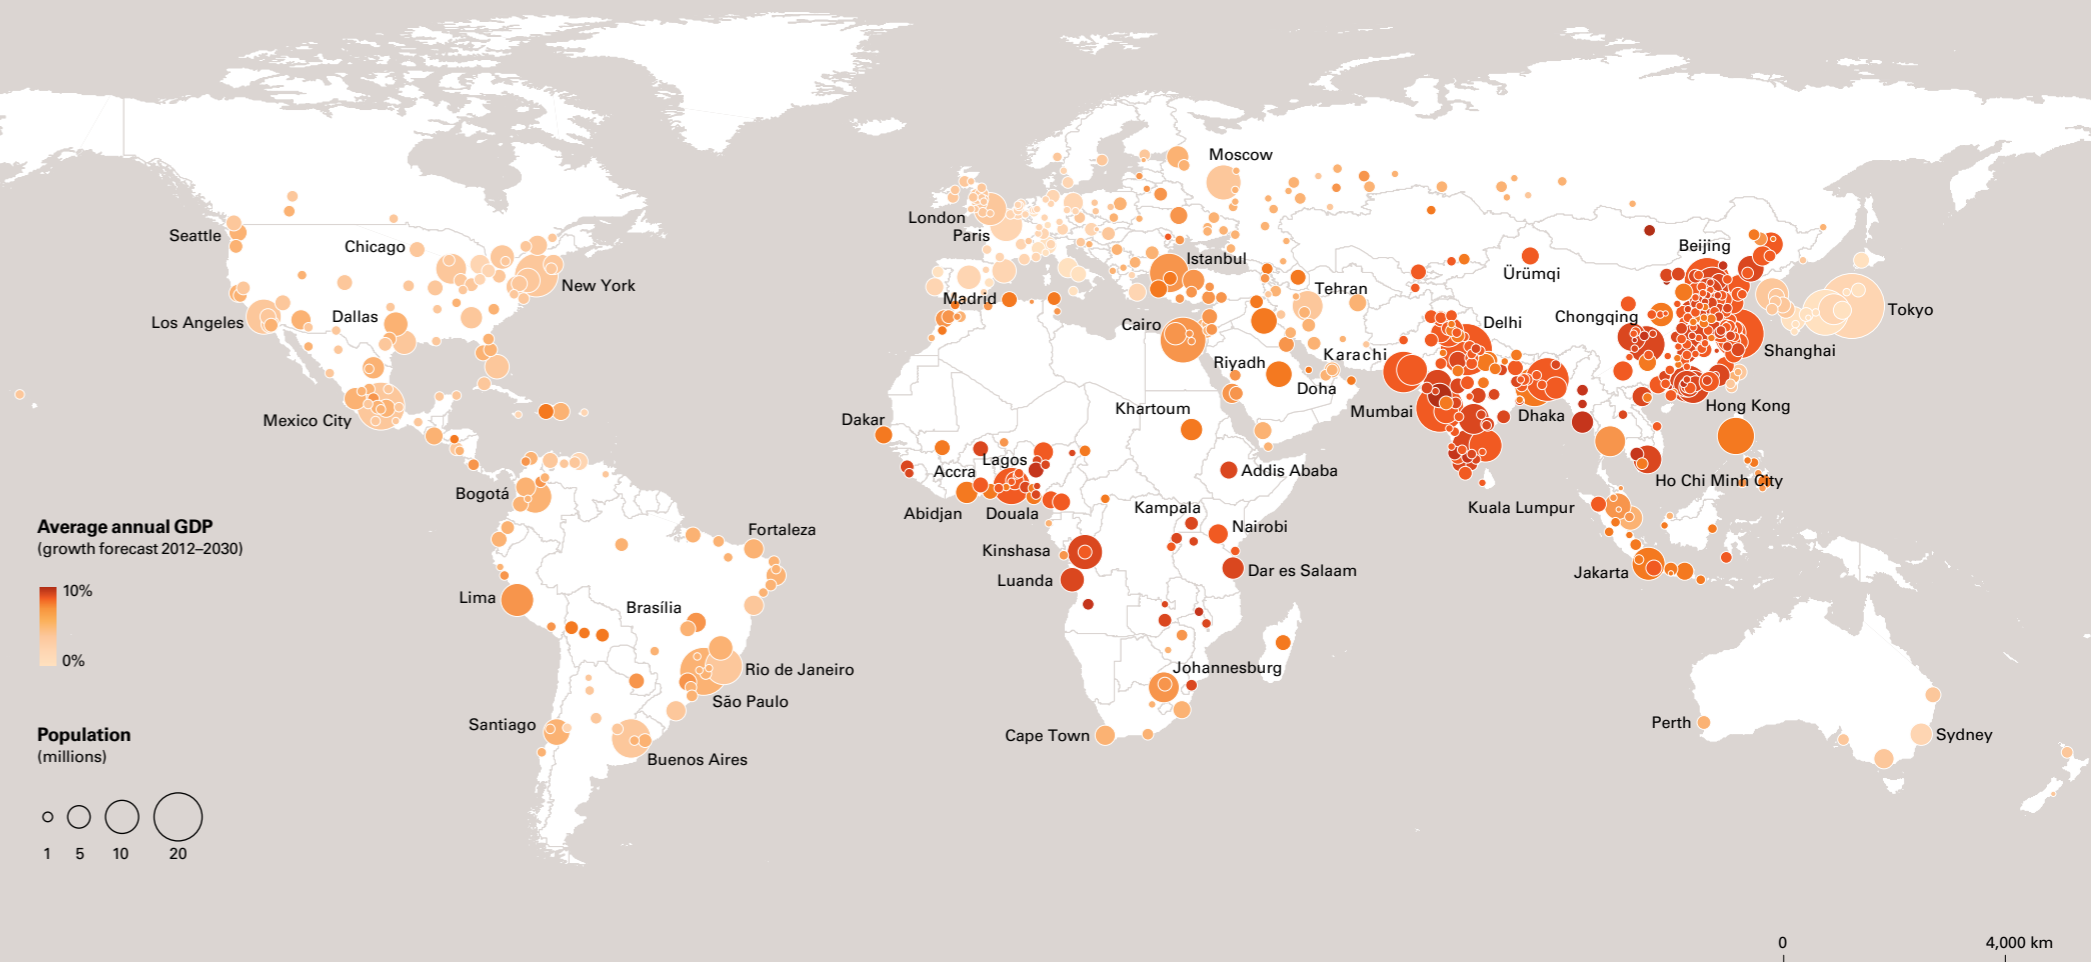 Moscow
London
Paris
Seattle
Chicago
Beijing
Istanbul
Ürümqi
New York
Tehran
Madrid
Los Angeles
Dallas
Cairo
Delhi
Chongqing
Tokyo
Karachi
Shanghai
Riyadh
Doha
Mexico City
Dakar
Khartoum
Mumbai
Dhaka
Hong Kong
Lagos
Accra
Addis Ababa
Ho Chi Minh City
Bogotá
Abidjan
Douala
Kampala
Kuala Lumpur
Average annual GDP
(growth forecast 2012–2030)
Fortaleza
Nairobi
Kinshasa
Luanda
Dar es Salaam
Jakarta
10%
0%
Lima
Brasília
Rio de Janeiro
Johannesburg
São Paulo
Santiago
Cape Town
Perth
Sydney
Population
(millions)
Buenos Aires
1 5 10 20
0 4,000 km